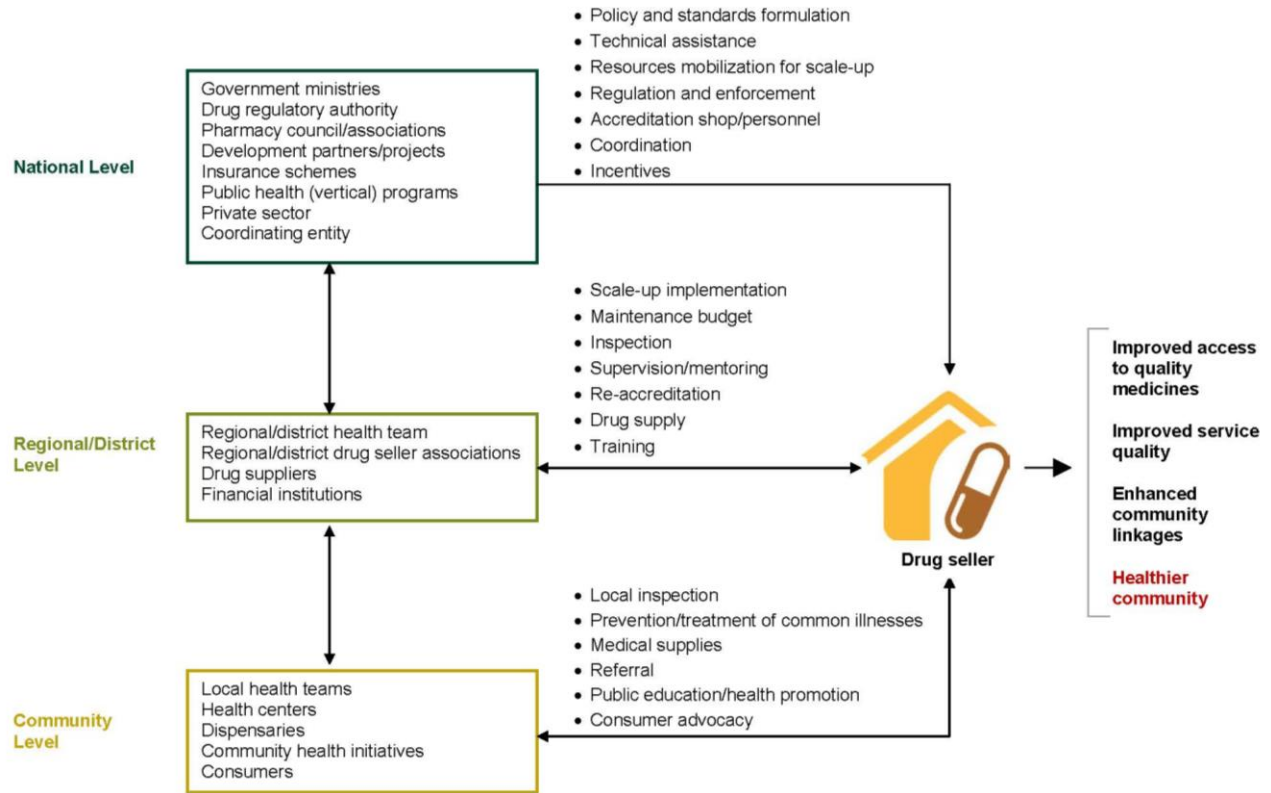 • Policy and standards formulation
• Technical assistance
• Resources mobilization for scale-up
• Regulation and enforcement
• Accreditation shop/personnel
• Coordination
• Incentives
National Level
Government ministries
Drug regulatory authority
Pharmacy council/associations
Development partners/projects
Insurance schemes
Public health (vertical) programs
Private sector
Coordinating entity
• Scale-up implementation
• Maintenance budget
• Inspection
• Supervision/mentoring
• Re-accreditation
• Drug supply
• Training
Regional/District
Level
Regional/district health team
Regional/district drug seller associations
Drug suppliers
Financial institutions
Drug seller
Improved access
to quality
medicines
Improved service
quality
Enhanced
community
linkages
Healthier
community
• Local inspection
• Prevention/treatment of common illnesses
• Medical supplies
• Referral
• Public education/health promotion
• Consumer advocacy
Community
Level
Local health teams
Health centers
Dispensaries
Community health initiatives
Consumers